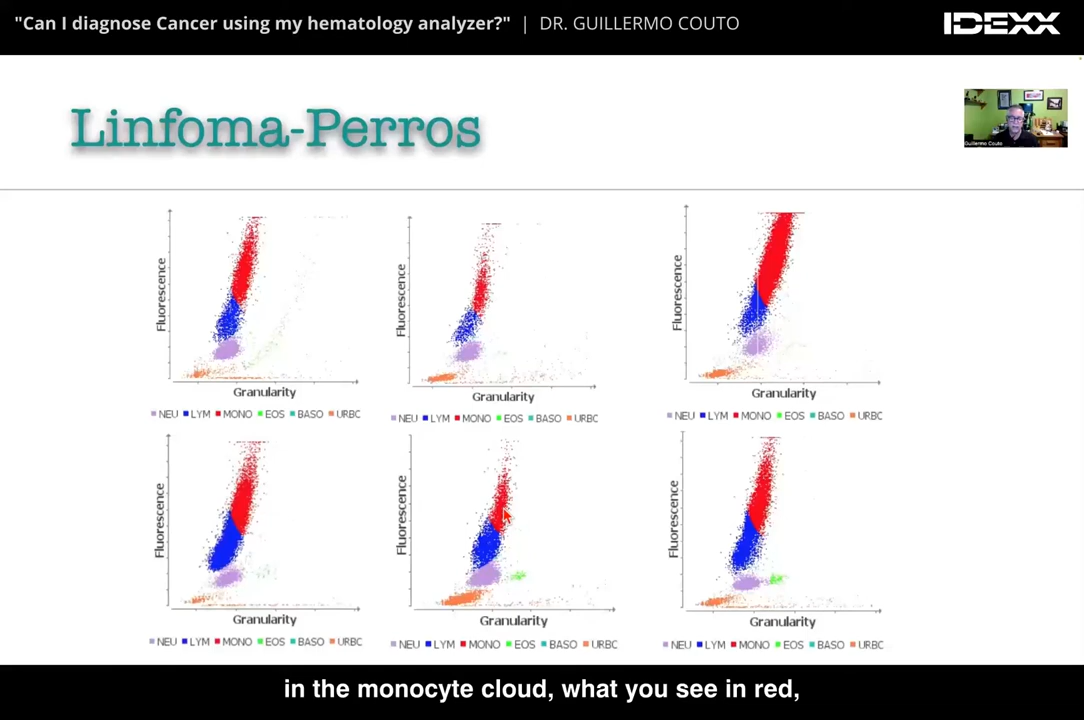 "Can I diagnose Cancer using my hematology analyzer?" | DR. GUILLERMO COUTO
IDEXX
Linfoma-Perros
Guillermo Couto
Fluorescence
Granularity
NEU LYM MONO EOS BASO URBC
Fluorescence
Granularity
NEU LYM MONO EOS BASO URBC
Fluorescence
Granularity
NEU LYM MONO EOS BASO URBC
Fluorescence
Granularity
NEU LYM MONO EOS BASO URBC
Fluorescence
Granularity
NEU LYM MONO EOS BASO URBC
Fluorescence
Granularity
NEU LYM MONO EOS BASO URBC
in the monocyte cloud, what you see in red,